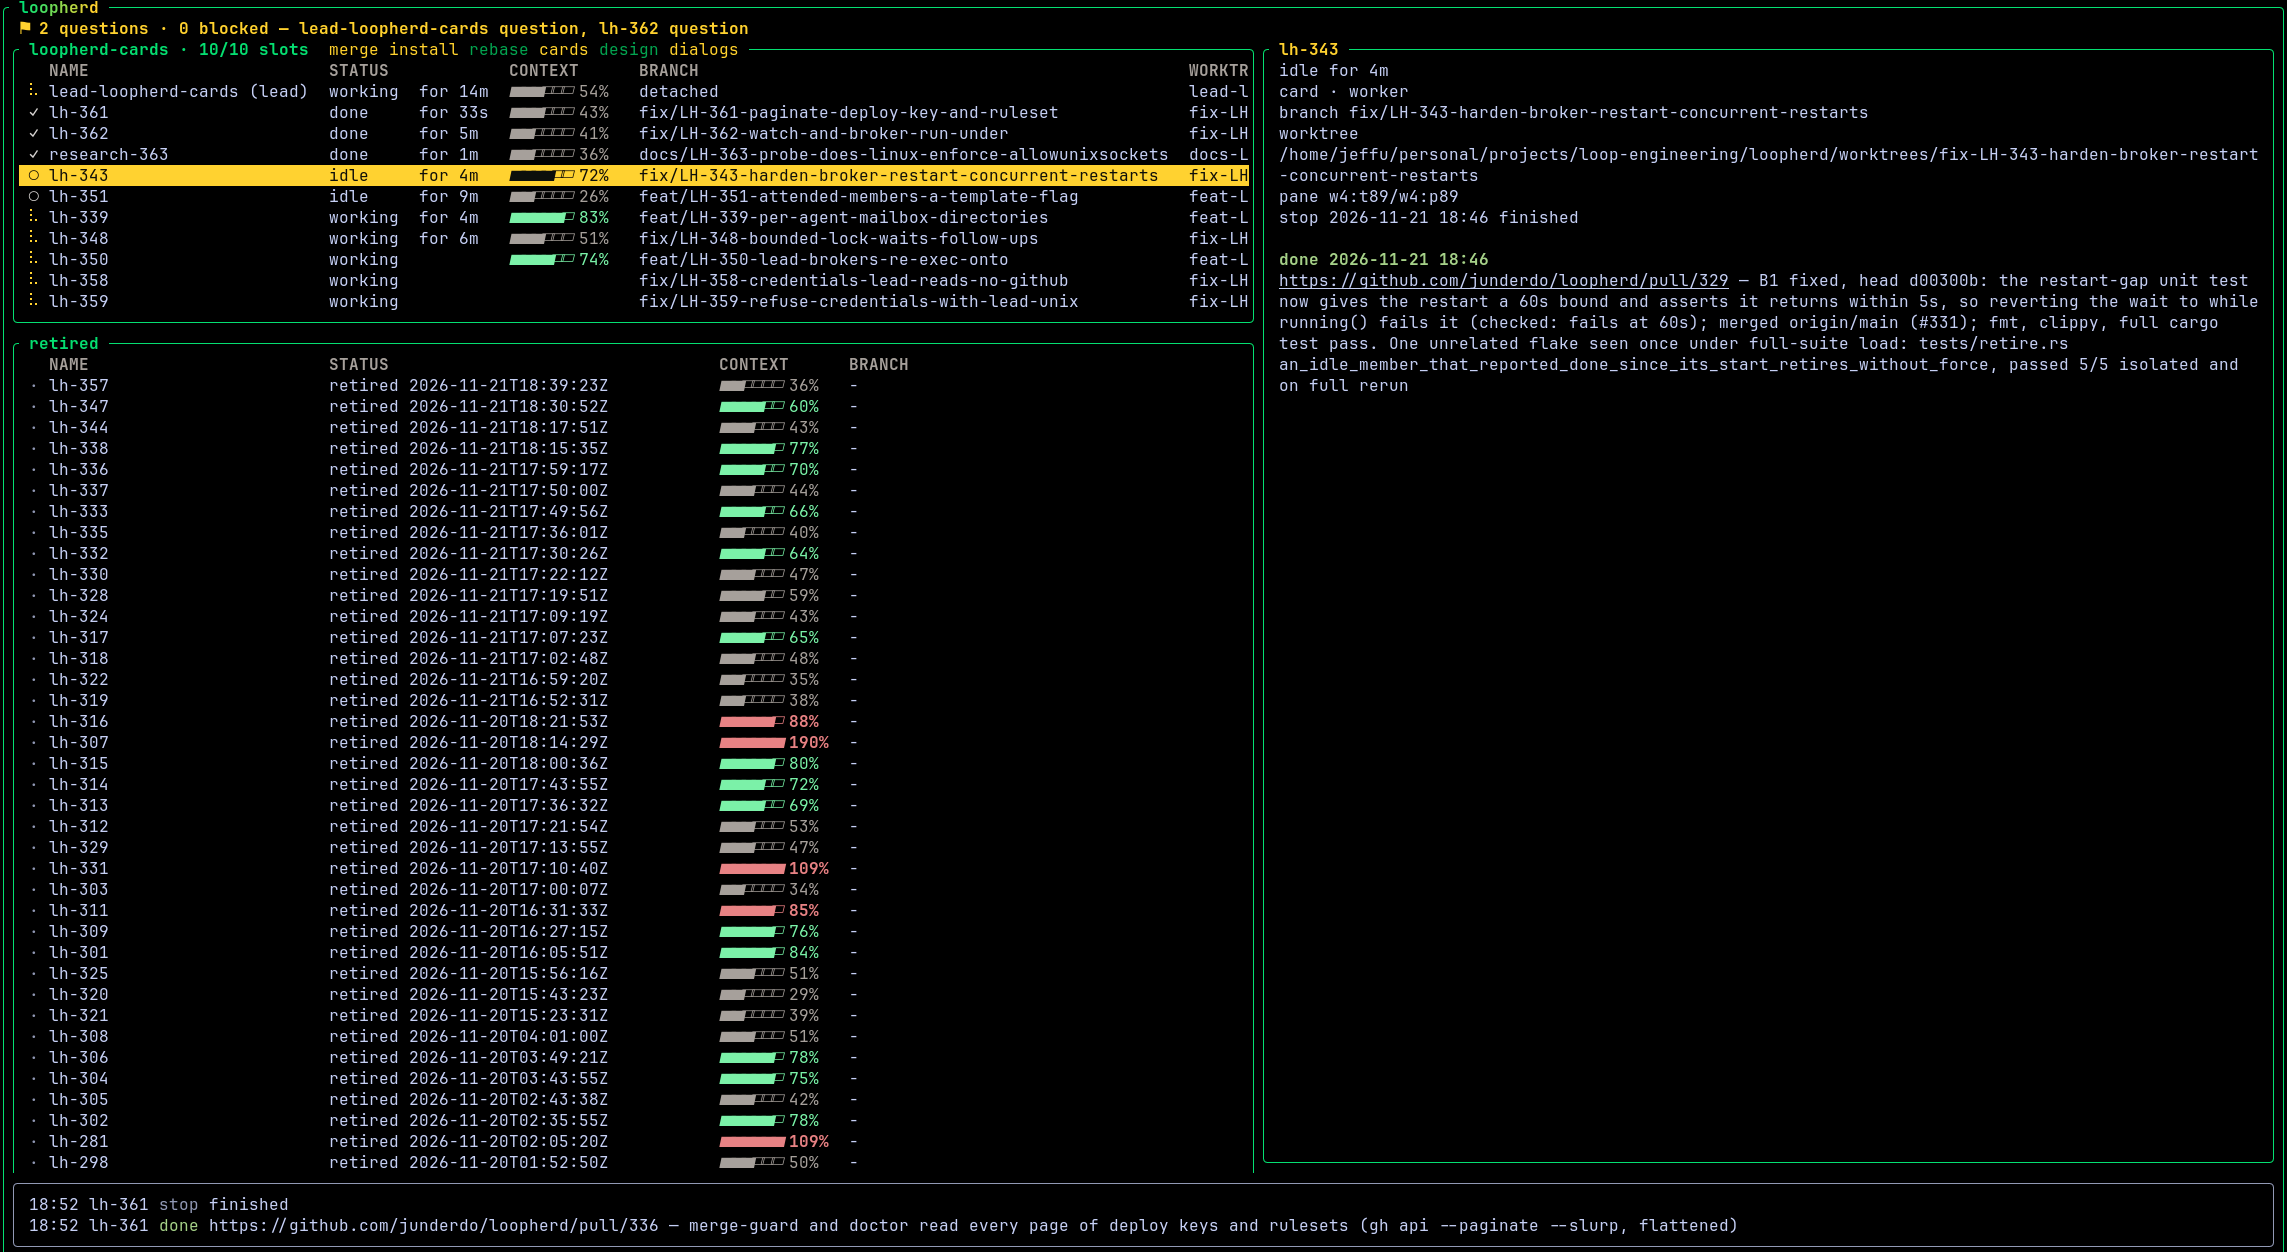 loopherd
2 questions · 0 blocked — lead-loopherd-cards question, lh-362 question
loopherd-cards · 10/10 slots merge install rebase cards design dialogs
NAME STATUS CONTEXT BRANCH WORKTR
lead-loopherd-cards (lead) working for 14m 54% detached lead-l
✓ lh-361 done for 33s 43% fix/LH-361-paginate-deploy-key-and-ruleset fix-LH
✓ lh-362 done for 5m 41% fix/LH-362-watch-and-broker-run-under fix-LH
✓ research-363 done for 1m 36% docs/LH-363-probe-does-linux-enforce-allowunixsockets docs-L
○ lh-343 idle for 4m 72% fix/LH-343-harden-broker-restart-concurrent-restarts fix-LH
○ lh-351 idle for 9m 26% feat/LH-351-attended-members-a-template-flag feat-L
lh-339 working for 4m 83% feat/LH-339-per-agent-mailbox-directories feat-L
lh-348 working for 6m 51% fix/LH-348-bounded-lock-waits-follow-ups fix-LH
lh-350 working 74% feat/LH-350-lead-brokers-re-exec-onto feat-L
lh-358 working fix/LH-358-credentials-lead-reads-no-github fix-LH
lh-359 working fix/LH-359-refuse-credentials-with-lead-unix fix-LH
retired
NAME STATUS CONTEXT BRANCH
· lh-357 retired 2026-11-21T18:39:23Z 36% -
· lh-347 retired 2026-11-21T18:30:52Z 60% -
· lh-344 retired 2026-11-21T18:17:51Z 43% -
· lh-338 retired 2026-11-21T18:15:35Z 77% -
· lh-336 retired 2026-11-21T17:59:17Z 70% -
· lh-337 retired 2026-11-21T17:50:00Z 44% -
· lh-333 retired 2026-11-21T17:49:56Z 66% -
· lh-335 retired 2026-11-21T17:36:01Z 40% -
· lh-332 retired 2026-11-21T17:30:26Z 64% -
· lh-330 retired 2026-11-21T17:22:12Z 47% -
· lh-328 retired 2026-11-21T17:19:51Z 59% -
· lh-324 retired 2026-11-21T17:09:19Z 43% -
· lh-317 retired 2026-11-21T17:07:23Z 65% -
· lh-318 retired 2026-11-21T17:02:48Z 48% -
· lh-322 retired 2026-11-21T16:59:20Z 35% -
· lh-319 retired 2026-11-21T16:52:31Z 38% -
· lh-316 retired 2026-11-20T18:21:53Z 88% -
· lh-307 retired 2026-11-20T18:14:29Z 190% -
· lh-315 retired 2026-11-20T18:00:36Z 80% -
· lh-314 retired 2026-11-20T17:43:55Z 72% -
· lh-313 retired 2026-11-20T17:36:32Z 69% -
· lh-312 retired 2026-11-20T17:21:54Z 53% -
· lh-329 retired 2026-11-20T17:13:55Z 47% -
· lh-331 retired 2026-11-20T17:10:40Z 109% -
· lh-303 retired 2026-11-20T17:00:07Z 34% -
· lh-311 retired 2026-11-20T16:31:33Z 85% -
· lh-309 retired 2026-11-20T16:27:15Z 76% -
· lh-301 retired 2026-11-20T16:05:51Z 84% -
· lh-325 retired 2026-11-20T15:56:16Z 51% -
· lh-320 retired 2026-11-20T15:43:23Z 29% -
· lh-321 retired 2026-11-20T15:23:31Z 39% -
· lh-308 retired 2026-11-20T04:01:00Z 51% -
· lh-306 retired 2026-11-20T03:49:21Z 78% -
· lh-304 retired 2026-11-20T03:43:55Z 75% -
· lh-305 retired 2026-11-20T02:43:38Z 42% -
· lh-302 retired 2026-11-20T02:35:55Z 78% -
· lh-281 retired 2026-11-20T02:05:20Z 109% -
· lh-298 retired 2026-11-20T01:52:50Z 50% -
lh-343
idle for 4m
card · worker
branch fix/LH-343-harden-broker-restart-concurrent-restarts
worktree
/home/jeffu/personal/projects/loop-engineering/loopherd/worktrees/fix-LH-343-harden-broker-restart
-concurrent-restarts
pane w4:t89/w4:p89
stop 2026-11-21 18:46 finished
done 2026-11-21 18:46
https://github.com/junderdo/loopherd/pull/329 — B1 fixed, head d00300b: the restart-gap unit test
now gives the restart a 60s bound and asserts it returns within 5s, so reverting the wait to while
running() fails it (checked: fails at 60s); merged origin/main (#331); fmt, clippy, full cargo
test pass. One unrelated flake seen once under full-suite load: tests/retire.rs
an_idle_member_that_reported_done_since_its_start_retires_without_force, passed 5/5 isolated and
on full rerun
18:52 lh-361 stop finished
18:52 lh-361 done https://github.com/junderdo/loopherd/pull/336 — merge-guard and doctor read every page of deploy keys and rulesets (gh api --paginate --slurp, flattened)